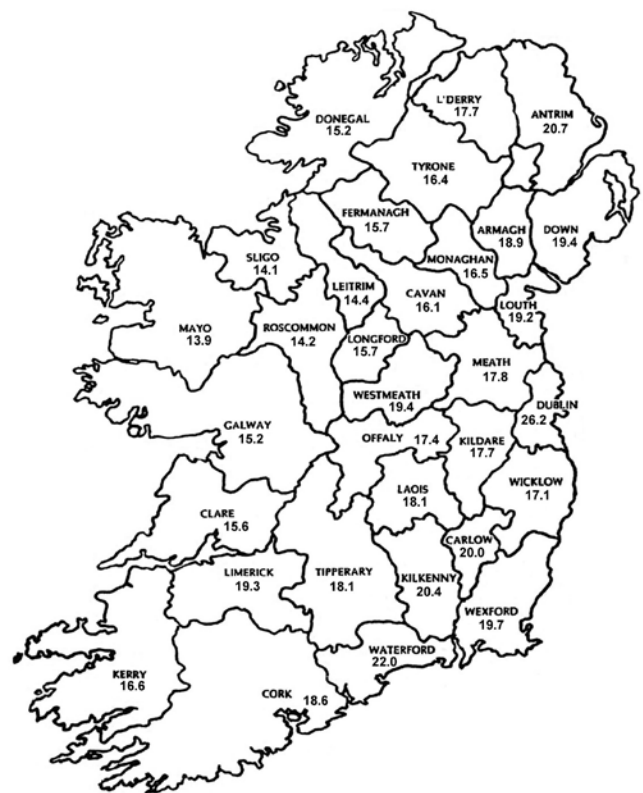 L'DERRY
17.7
ANTRIM
20.7
DONEGAL
15.2
TYRONE
16.4
FERMANAGH
15.7
ARMAGH
18.9
DOWN
19.4
MONAGHAN
16.5
SLIGO
14.1
LEITRIM
14.4
CAVAN
16.1
LOUTH
19.2
MAYO
13.9
ROSCOMMON
14.2
LONGFORD
15.7
MEATH
17.8
WESTMEATH
19.4
DUBLIN
26.2
GALWAY
15.2
OFFALY 17.4
KILDARE
17.7
LAOIS
18.1
WICKLOW
17.1
CLARE
15.6
CARLOW
20.0
LIMERICK
19.3
TIPPERARY
18.1
KILKENNY
20.4
WEXFORD
19.7
WATERFORD
22.0
KERRY
16.6
CORK 18.6